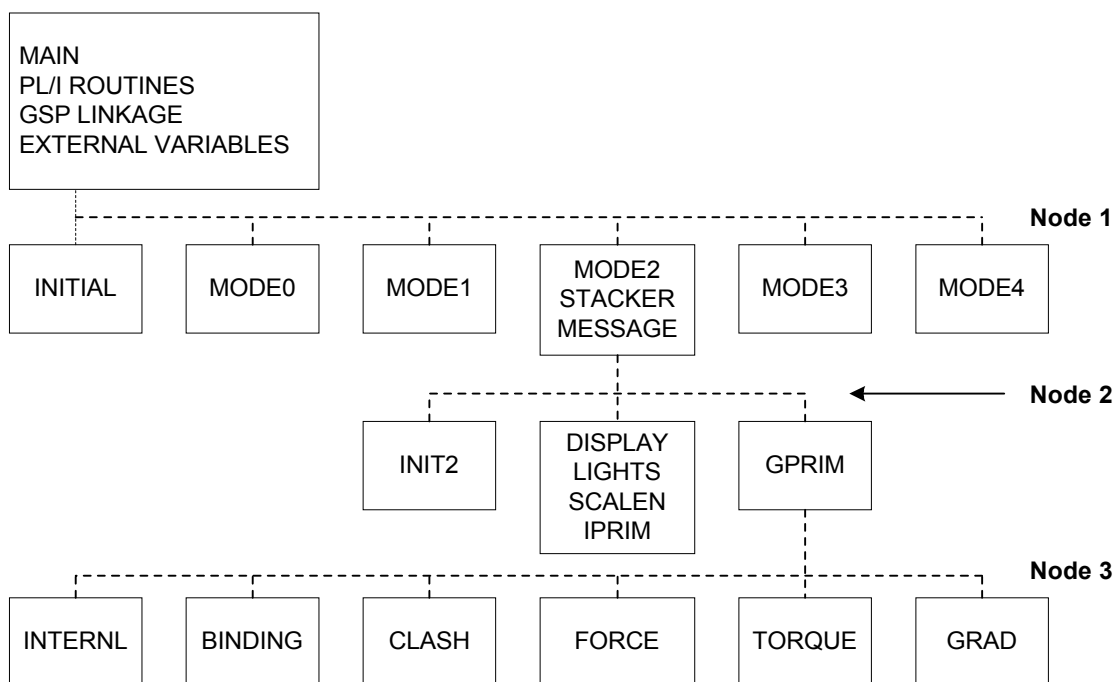 MAIN
PL/I ROUTINES
GSP LINKAGE
EXTERNAL VARIABLES
Node 1
INITIAL
MODE0
MODE1
MODE2
STACKER
MESSAGE
MODE3
MODE4
Node 2
INIT2
DISPLAY
LIGHTS
SCALEN
IPRIM
GPRIM
Node 3
INTERNL
BINDING
CLASH
FORCE
TORQUE
GRAD